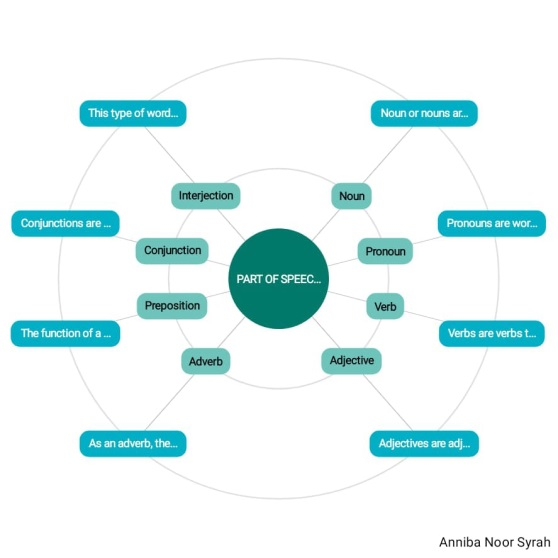 This type of word...
Noun or nouns ar...
Interjection
Noun
Conjunctions are ...
Pronouns are wor...
Conjunction
Pronoun
PART OF SPEEC...
Preposition
Verb
The function of a ...
Verbs are verbs t...
Adverb
Adjective
As an adverb, the...
Adjectives are adj...
Anniba Noor Syrah